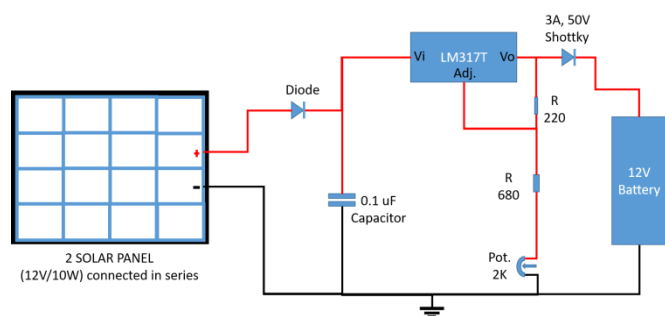 3A, 50V
Shottky
Vi
LM317T
Vo
Adj.
Diode
+
-
R
220
12V
Battery
R
680
0.1 uF
Capacitor
Pot.
2K
2 SOLAR PANEL
(12V/10W) connected in series